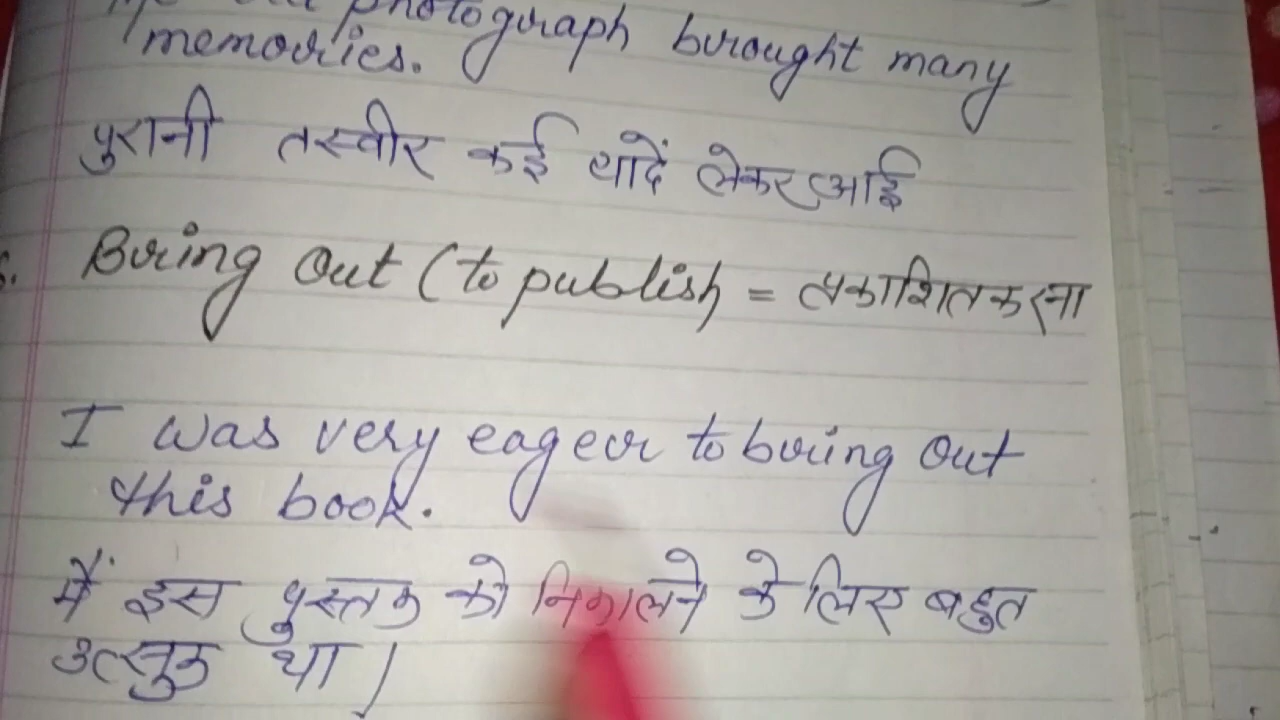 photograph brought many
memories.
पुरानी तस्वीर कई यादें लेकर आई
Bring Out (to publish) = प्रकाशित करना
I was very eager to bring out
this book.
मैं इस पुस्तक को निकालने के लिए बहुत
उत्सुक था।